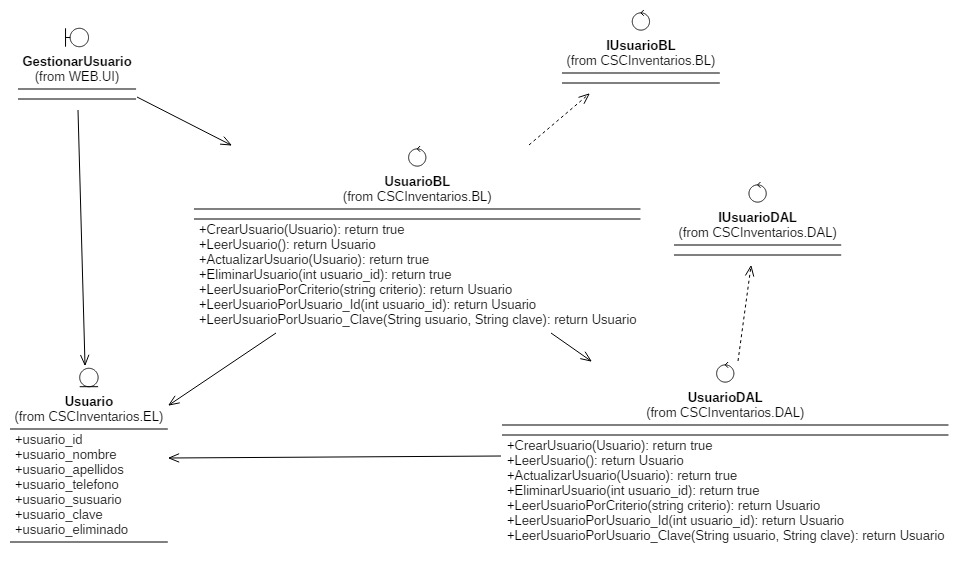 GestionarUsuario
(from WEB.UI)
IUsuarioBL
(from CSCInventarios.BL)
UsuarioBL
(from CSCInventarios.BL)
+CrearUsuario(Usuario): return true
+LeerUsuario(): return Usuario
+ActualizarUsuario(Usuario): return true
+EliminarUsuario(int usuario_id): return true
+LeerUsuarioPorCriterio(string criterio): return Usuario
+LeerUsuarioPorUsuario_Id(int usuario_id): return Usuario
+LeerUsuarioPorUsuario_Clave(String usuario, String clave): return Usuario
IUsuarioDAL
(from CSCInventarios.DAL)
Usuario
(from CSCInventarios.EL)
+usuario_id
+usuario_nombre
+usuario_apellidos
+usuario_telefono
+usuario_susuario
+usuario_clave
+usuario_eliminado
UsuarioDAL
(from CSCInventarios.DAL)
+CrearUsuario(Usuario): return true
+LeerUsuario(): return Usuario
+ActualizarUsuario(Usuario): return true
+EliminarUsuario(int usuario_id): return true
+LeerUsuarioPorCriterio(string criterio): return Usuario
+LeerUsuarioPorUsuario_Id(int usuario_id): return Usuario
+LeerUsuarioPorUsuario_Clave(String usuario, String clave): return Usuario